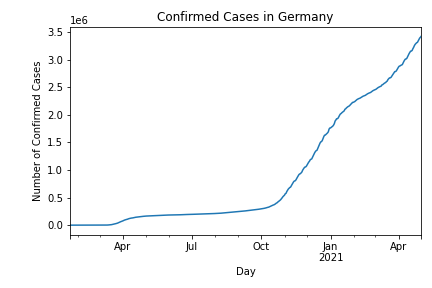 Confirmed Cases in Germany
1e6
3.5
3.0
2.5
2.0
1.5
1.0
0.5
0.0
Number of Confirmed Cases
Apr
Jul
Oct
Jan
2021
Apr
Day